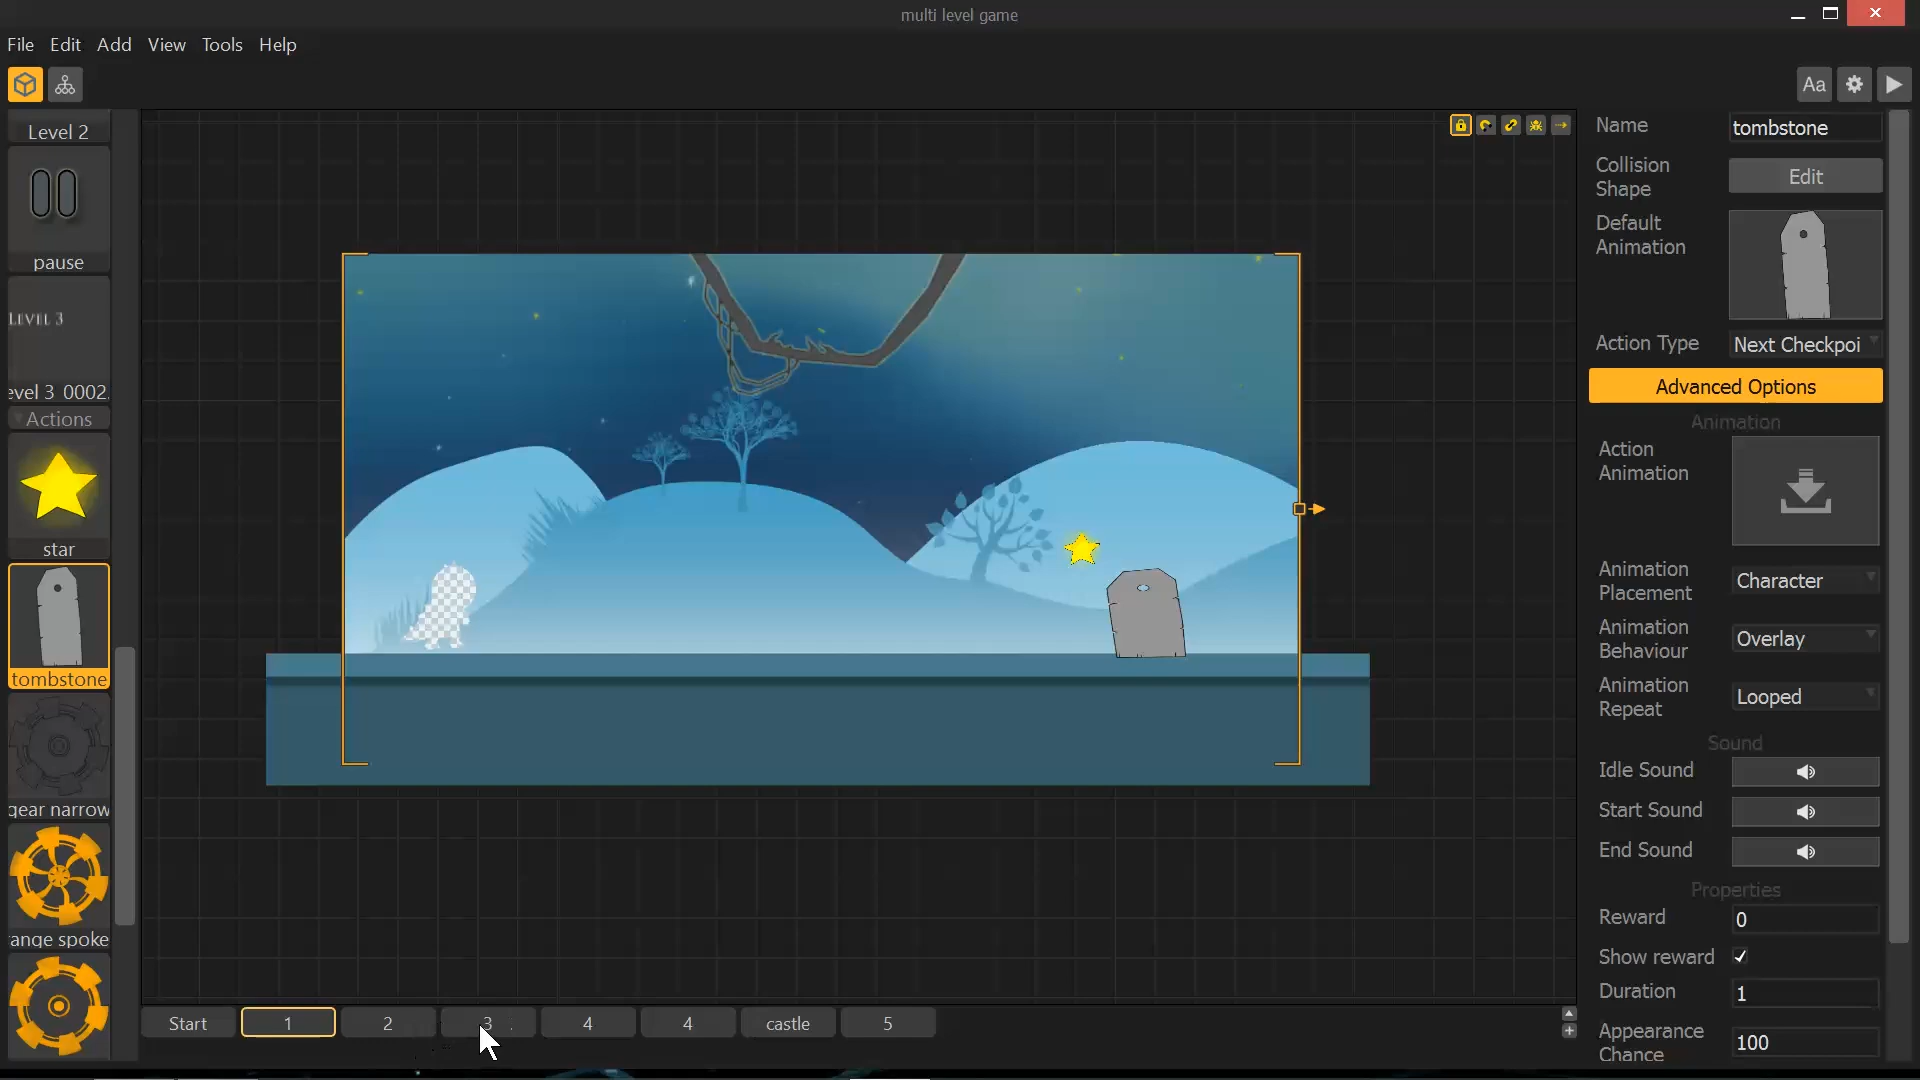 multi level game
File Edit Add View Tools Help
Aa
Level 2
pause
LEVEL 3
evel 3 0002.
Actions
star
tombstone
gear narrow
ange spoke
Name tombstone
Collision Shape Edit
Default Animation
Action Type Next Checkpoi
Advanced Options
Animation
Action Animation
Animation Placement Character
Animation Behaviour Overlay
Animation Repeat Looped
Sound
Idle Sound
Start Sound
End Sound
Properties
Reward 0
Show reward
Duration 1
Appearance Chance 100
Start 1 2 3 4 4 castle 5